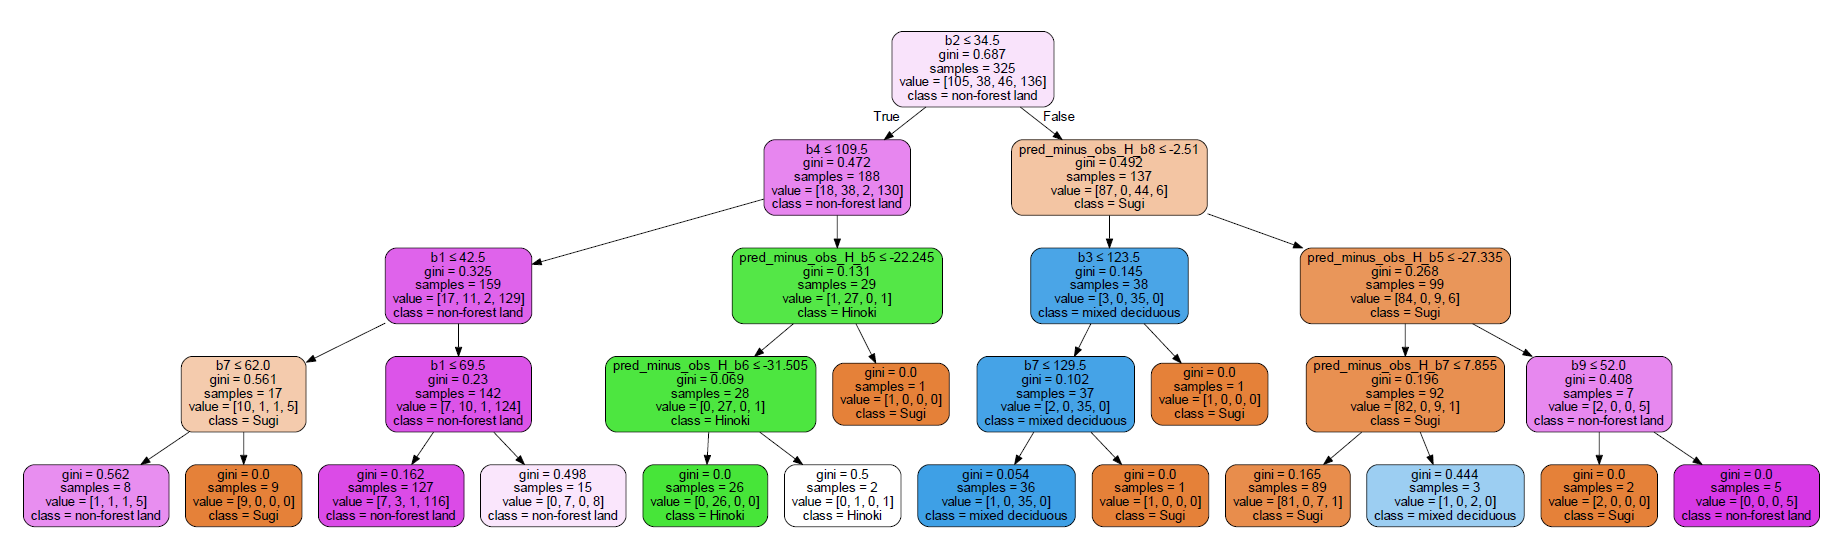 b2 ≤ 34.5
gini = 0.687
samples = 325
value = [105, 38, 46, 136]
class = non-forest land
True
False
b4 ≤ 109.5
gini = 0.472
samples = 188
value = [18, 38, 2, 130]
class = non-forest land
pred_minus_obs_H_b8 ≤ -2.51
gini = 0.492
samples = 137
value = [87, 0, 44, 6]
class = Sugi
b1 ≤ 42.5
gini = 0.325
samples = 159
value = [17, 11, 2, 129]
class = non-forest land
pred_minus_obs_H_b5 ≤ -22.245
gini = 0.131
samples = 29
value = [1, 27, 0, 1]
class = Hinoki
b3 ≤ 123.5
gini = 0.145
samples = 38
value = [3, 0, 35, 0]
class = mixed deciduous
pred_minus_obs_H_b5 ≤ -27.335
gini = 0.268
samples = 99
value = [84, 0, 9, 6]
class = Sugi
b7 ≤ 62.0
gini = 0.561
samples = 17
value = [10, 1, 1, 5]
class = Sugi
b1 ≤ 69.5
gini = 0.23
samples = 142
value = [7, 10, 1, 124]
class = non-forest land
pred_minus_obs_H_b6 ≤ -31.505
gini = 0.069
samples = 28
value = [0, 27, 0, 1]
class = Hinoki
gini = 0.0
samples = 1
value = [1, 0, 0, 0]
class = Sugi
b7 ≤ 129.5
gini = 0.102
samples = 37
value = [2, 0, 35, 0]
class = mixed deciduous
gini = 0.0
samples = 1
value = [1, 0, 0, 0]
class = Sugi
pred_minus_obs_H_b7 ≤ 7.855
gini = 0.196
samples = 92
value = [82, 0, 9, 1]
class = Sugi
b9 ≤ 52.0
gini = 0.408
samples = 7
value = [2, 0, 0, 5]
class = non-forest land
gini = 0.562
samples = 8
value = [1, 1, 1, 5]
class = non-forest land
gini = 0.0
samples = 9
value = [9, 0, 0, 0]
class = Sugi
gini = 0.162
samples = 127
value = [7, 3, 1, 116]
class = non-forest land
gini = 0.498
samples = 15
value = [0, 7, 0, 8]
class = non-forest land
gini = 0.0
samples = 26
value = [0, 26, 0, 0]
class = Hinoki
gini = 0.5
samples = 2
value = [0, 1, 0, 1]
class = Hinoki
gini = 0.054
samples = 36
value = [1, 0, 35, 0]
class = mixed deciduous
gini = 0.0
samples = 1
value = [1, 0, 0, 0]
class = Sugi
gini = 0.165
samples = 89
value = [81, 0, 7, 1]
class = Sugi
gini = 0.444
samples = 3
value = [1, 0, 2, 0]
class = mixed deciduous
gini = 0.0
samples = 2
value = [2, 0, 0, 0]
class = Sugi
gini = 0.0
samples = 5
value = [0, 0, 0, 5]
class = non-forest land